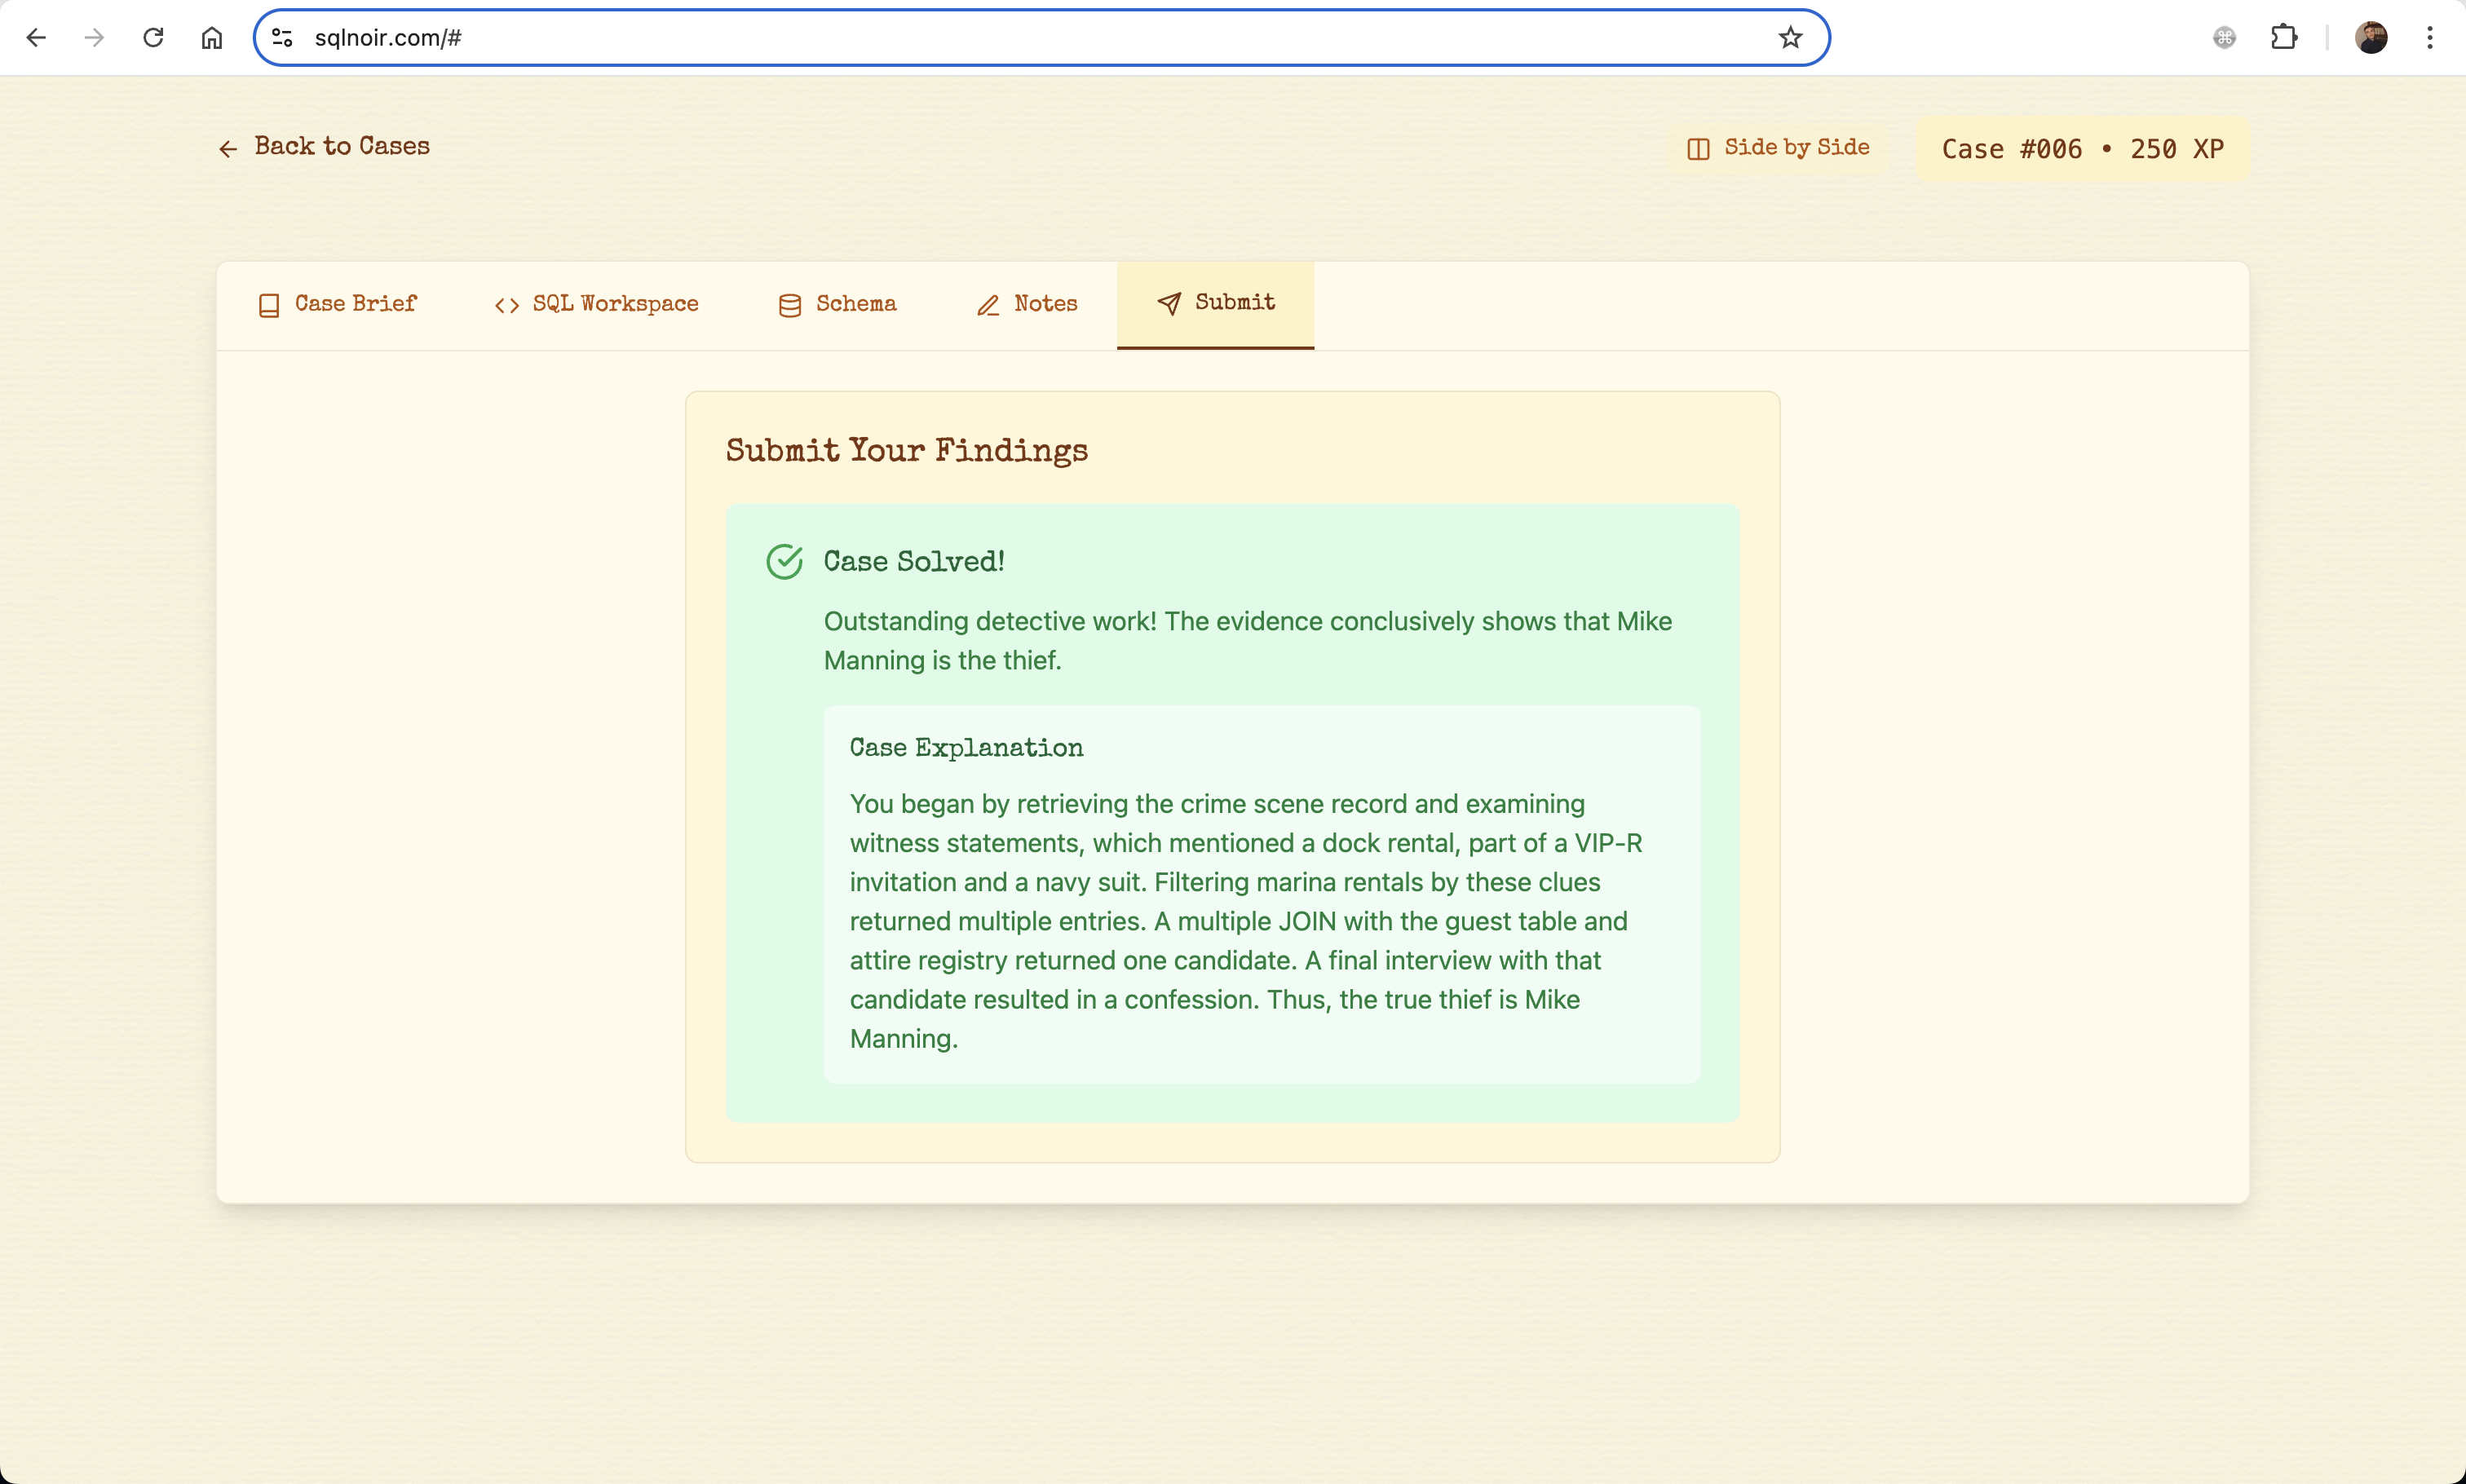 sqlnoir.com/#
Back to Cases
Side by Side
Case #006 • 250 XP
Case Brief
SQL Workspace
Schema
Notes
Submit
Submit Your Findings
Case Solved!
Outstanding detective work! The evidence conclusively shows that Mike
Manning is the thief.
Case Explanation
You began by retrieving the crime scene record and examining
witness statements, which mentioned a dock rental, part of a VIP-R
invitation and a navy suit. Filtering marina rentals by these clues
returned multiple entries. A multiple JOIN with the guest table and
attire registry returned one candidate. A final interview with that
candidate resulted in a confession. Thus, the true thief is Mike
Manning.